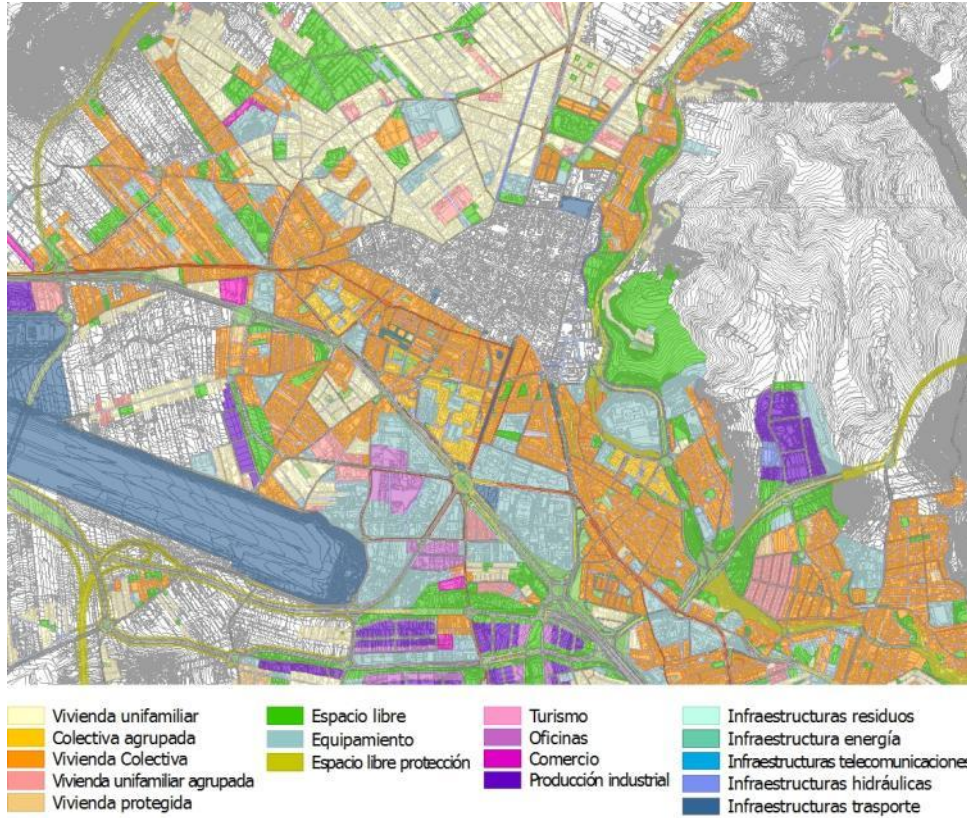 Vivienda unifamiliar
Colectiva agrupada
Vivienda Colectiva
Vivienda unifamiliar agrupada
Vivienda protegida
Espacio libre
Equipamiento
Espacio libre protección
Turismo
Oficinas
Comercio
Producción industrial
Infraestructuras residuos
Infraestructura energía
Infraestructuras telecomunicaciones
Infraestructuras hidráulicas
Infraestructuras trasporte